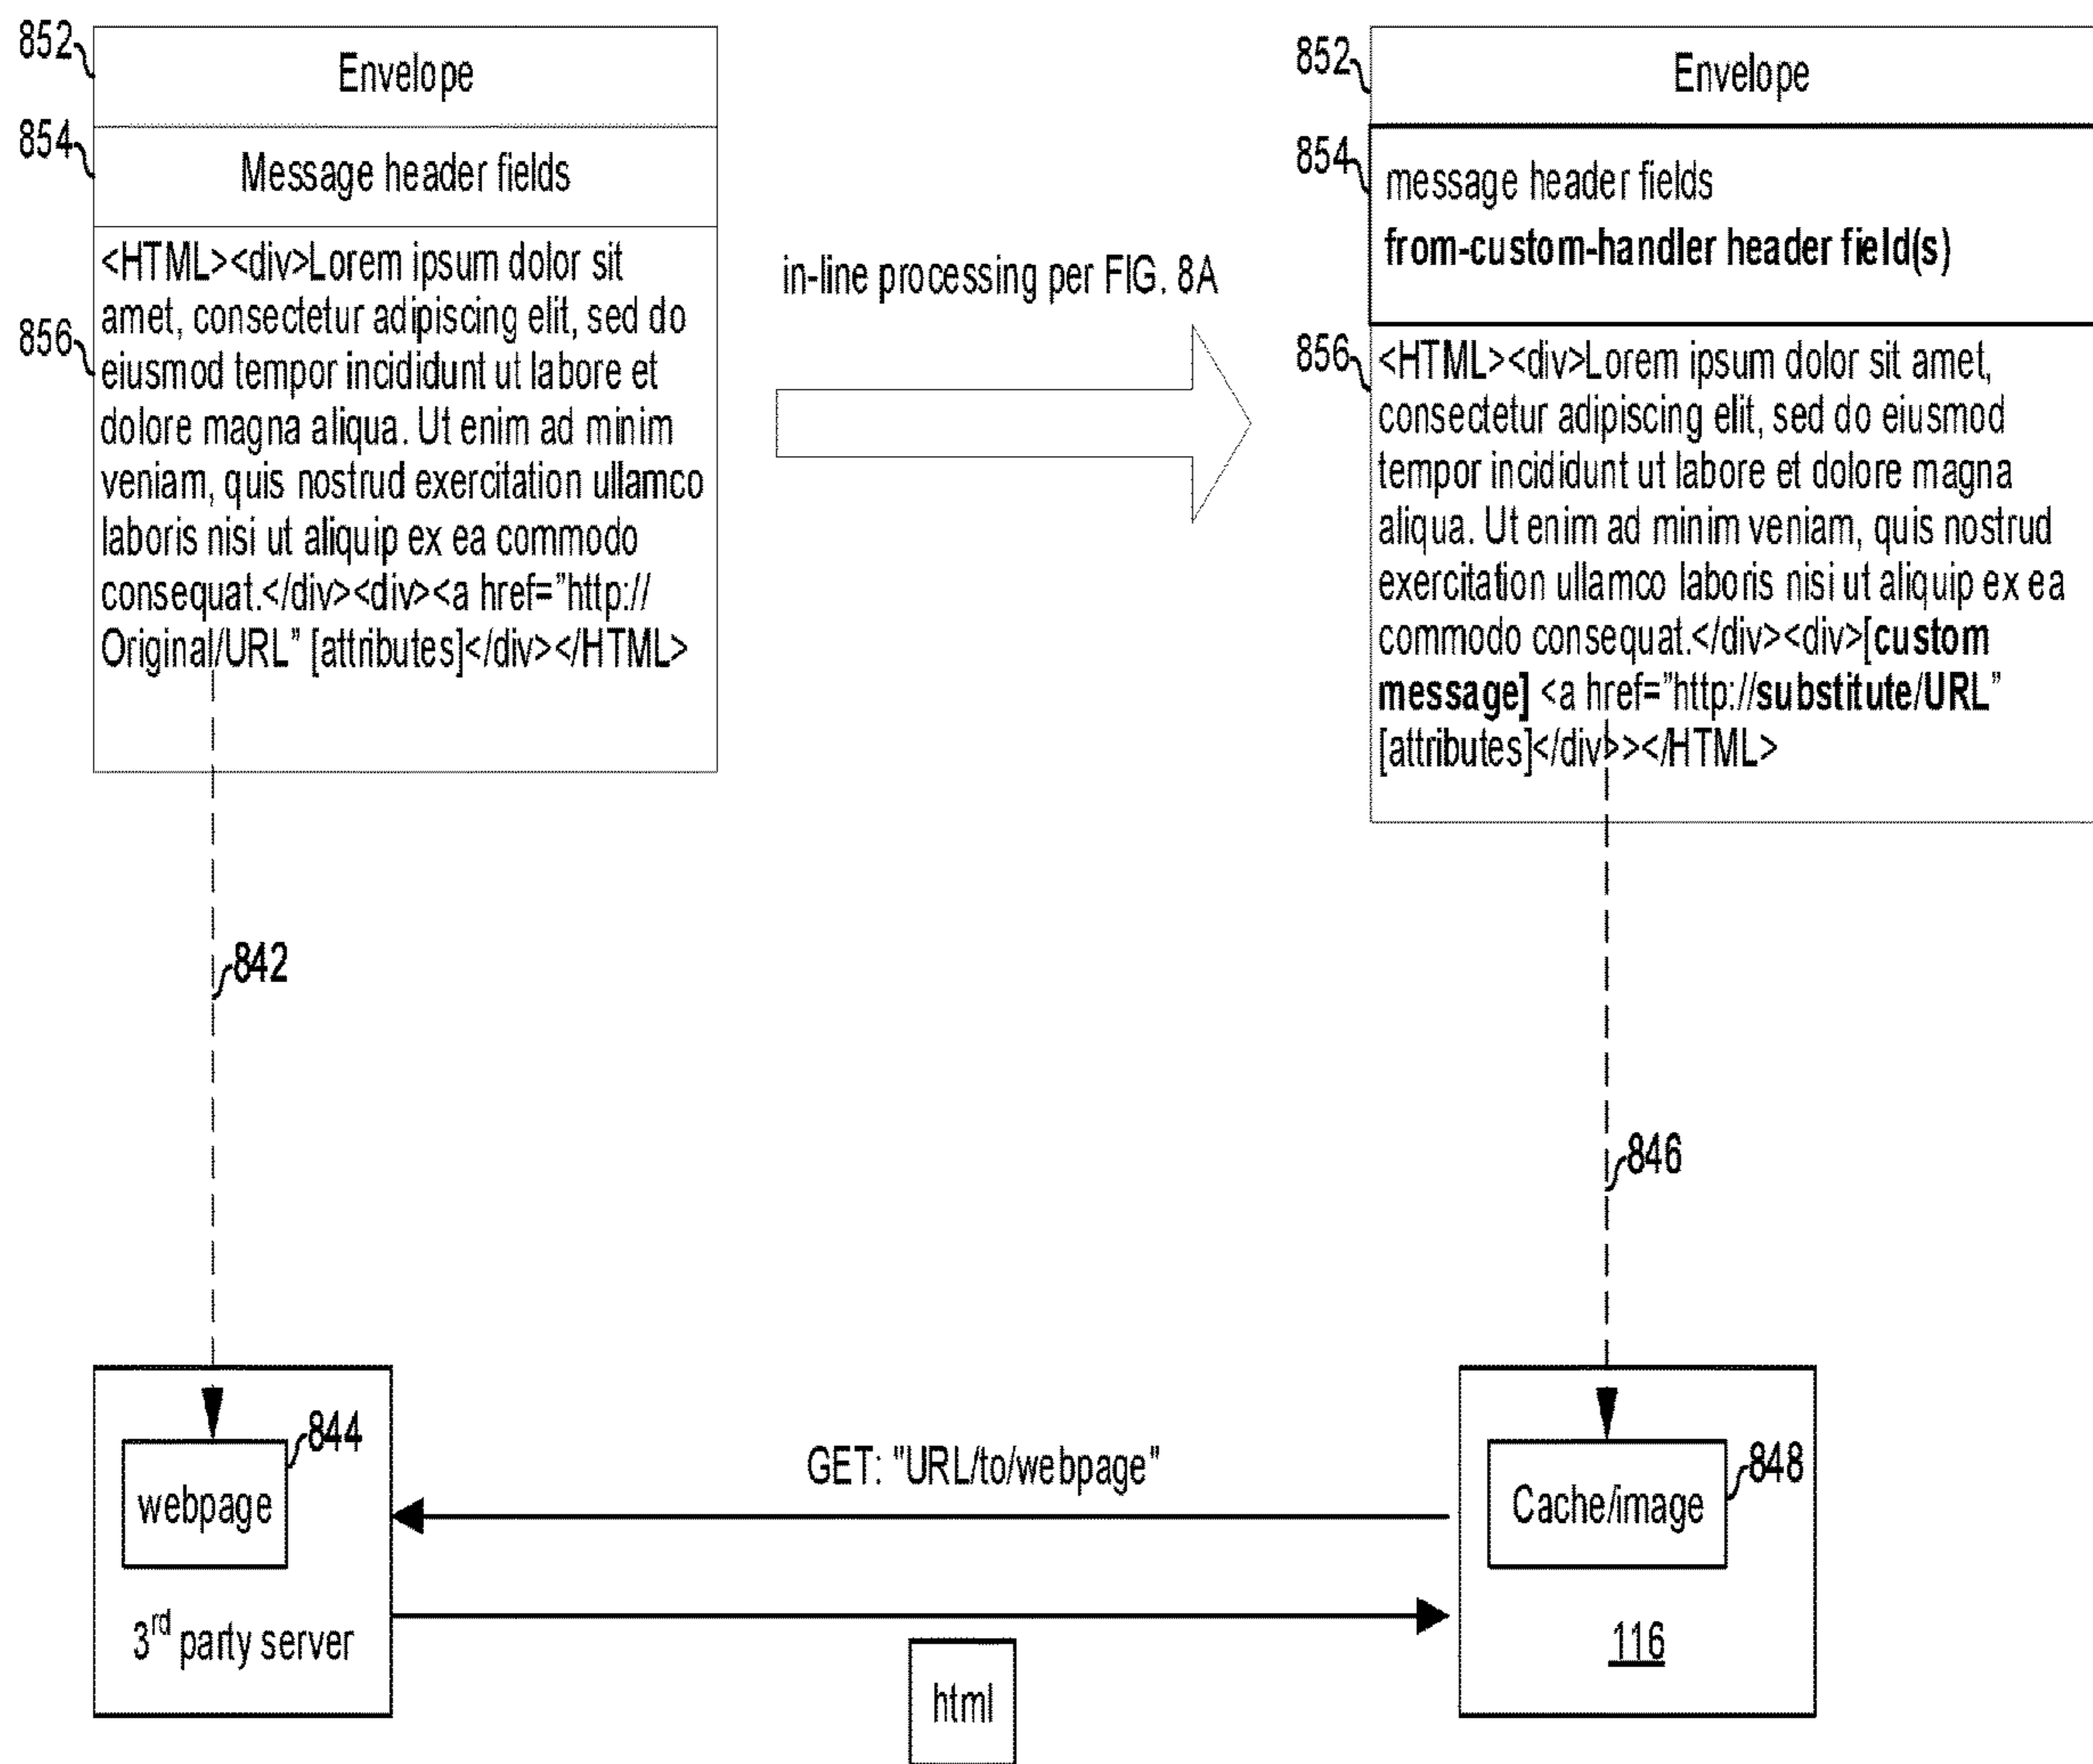 852
Envelope
854
Message header fields
856
<HTML><div>Lorem ipsum dolor sit
amet, consectetur adipiscing elit, sed do
eiusmod tempor incididunt ut labore et
dolore magna aliqua. Ut enim ad minim
veniam, quis nostrud exercitation ullamco
laboris nisi ut aliquip ex ea commodo
consequat.</div><div><a href="http://
Original/URL" [attributes]</div></HTML>
in-line processing per FIG. 8A
852
Envelope
854
message header fields
from-custom-handler header field(s)
856
<HTML><div>Lorem ipsum dolor sit amet,
consectetur adipiscing elit, sed do eiusmod
tempor incididunt ut labore et dolore magna
aliqua. Ut enim ad minim veniam, quis nostrud
exercitation ullamco laboris nisi ut aliquip ex ea
commodo consequat.</div><div>[custom
message] <a href="http://substitute/URL"
[attributes]</div>></HTML>
842
846
844
webpage
3rd party server
GET: "URL/to/webpage"
html
848
Cache/image
116